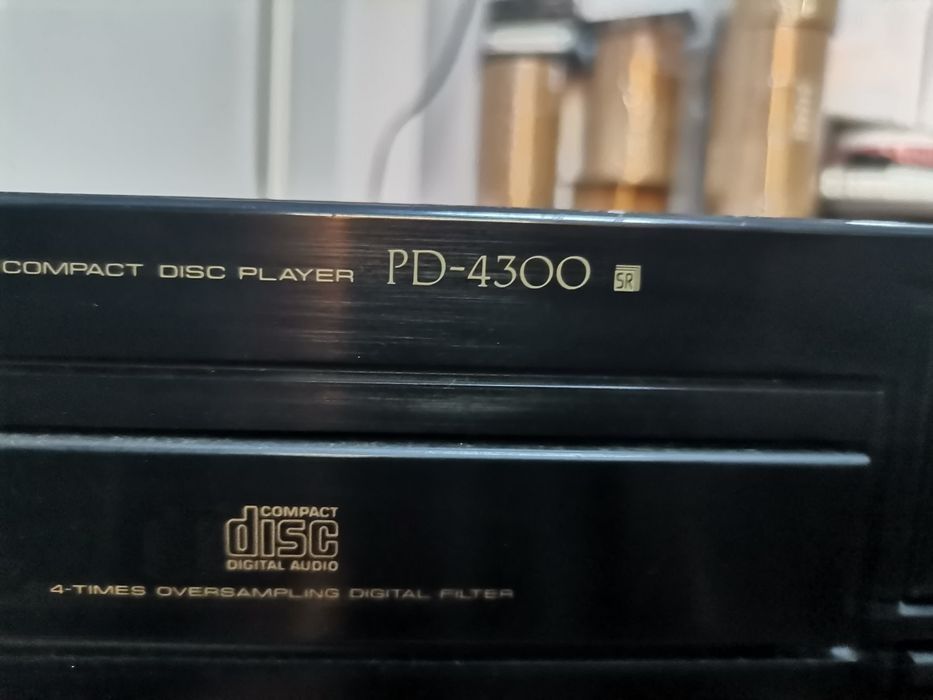 COMPACT DISC PLAYER PD-4300 SR
COMPACT
disc
DIGITAL AUDIO
4-TIMES OVERSAMPLING DIGITAL FILTER